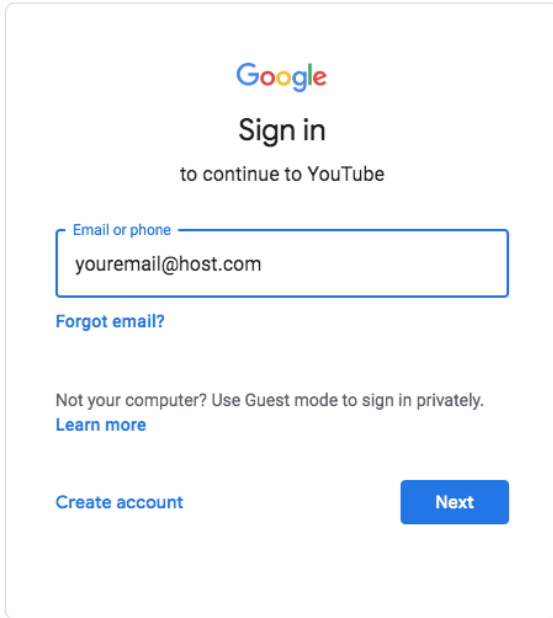 Google
Sign in
to continue to YouTube
Email or phone
youremail@host.com
Forgot email?
Not your computer? Use Guest mode to sign in privately.
Learn more
Create account
Next